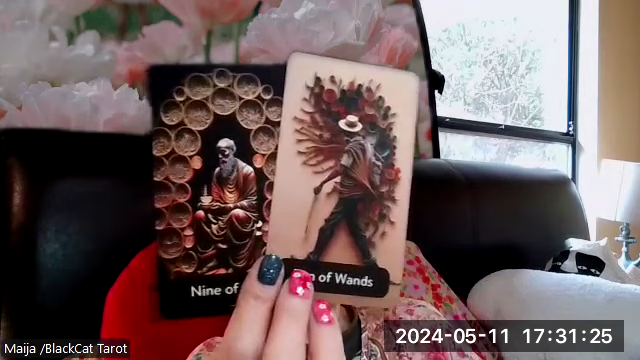 Nine of
of Wands
2024-05-11 17:31:25
Maija /BlackCat Tarot